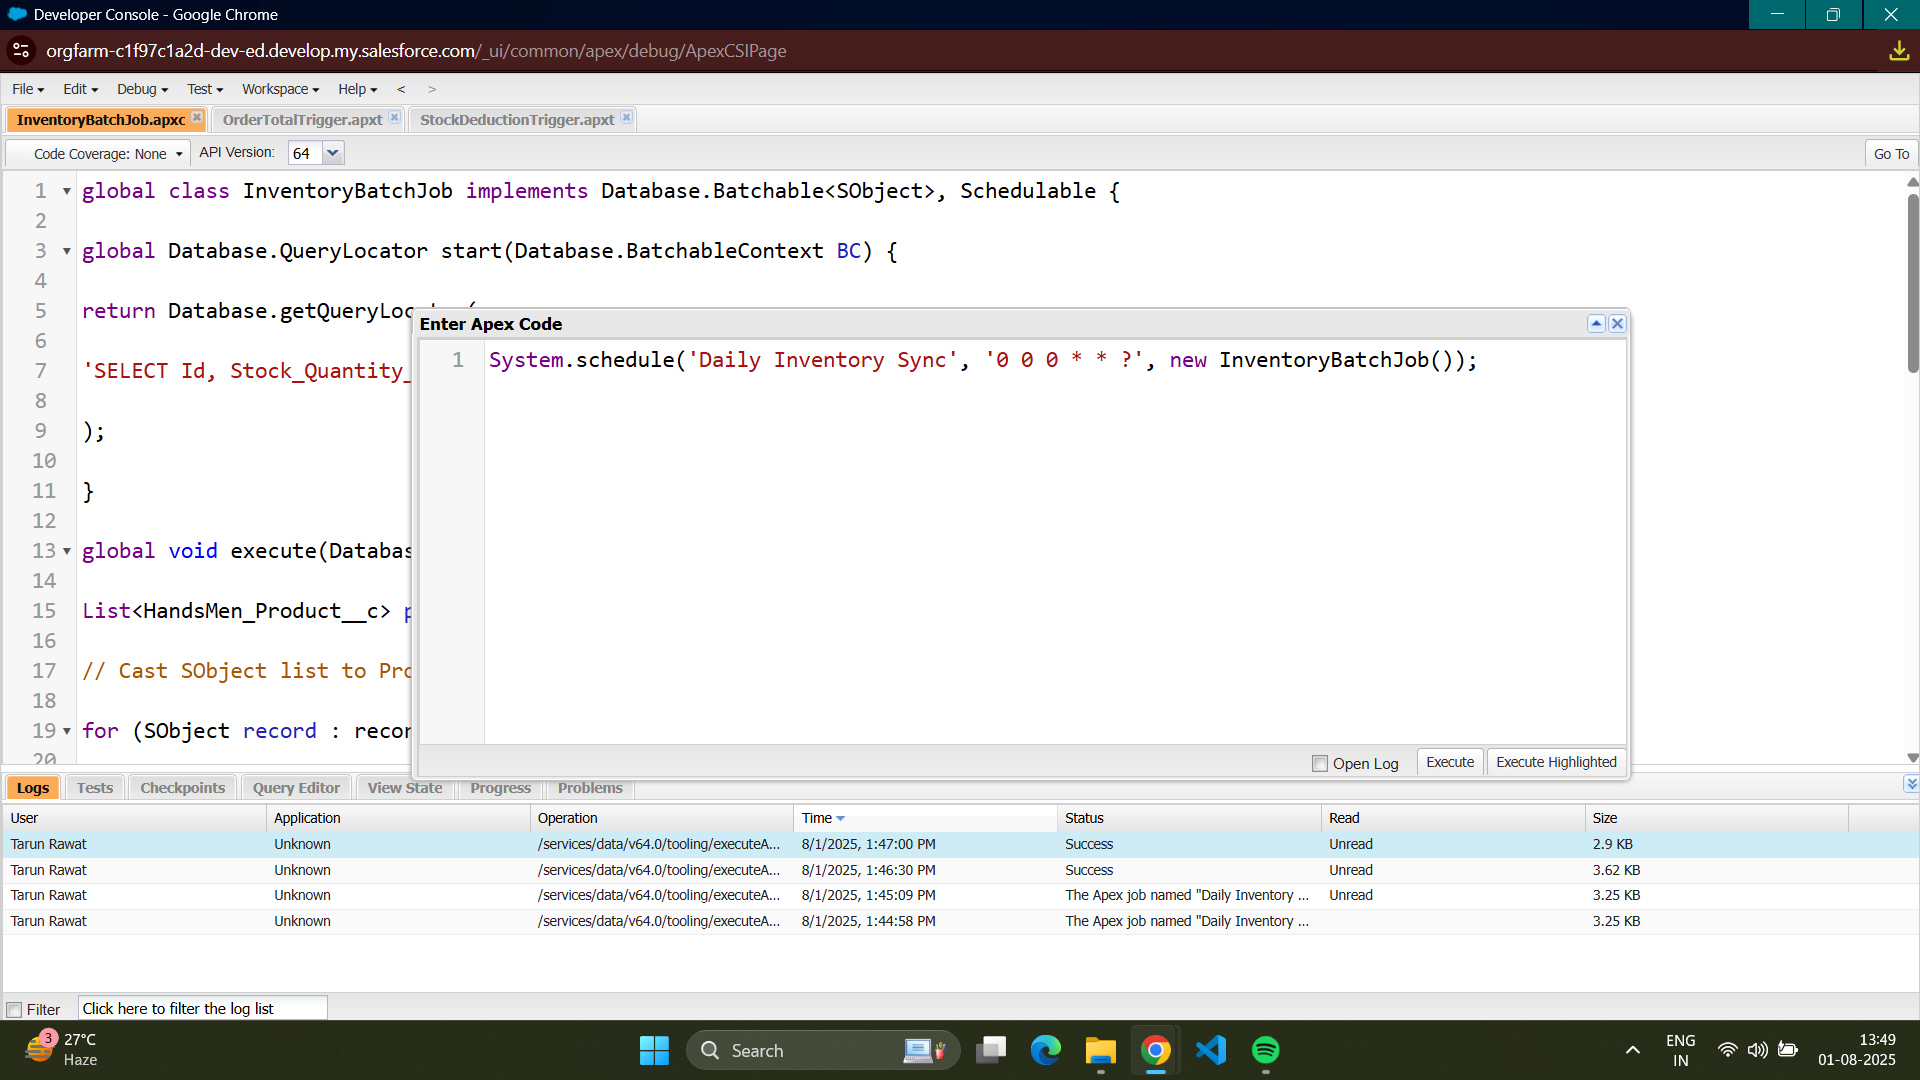 Developer Console - Google Chrome
orgfarm-c1f97c1a2d-dev-ed.develop.my.salesforce.com/_ui/common/apex/debug/ApexCSIPage
File Edit Debug Test Workspace Help < >
InventoryBatchJob.apxc OrderTotalTrigger.apxt StockDeductionTrigger.apxt
Code Coverage: None API Version: 64 Go To
1 global class InventoryBatchJob implements Database.Batchable<SObject>, Schedulable {
2
3 global Database.QueryLocator start(Database.BatchableContext BC) {
4
5 return Database.getQueryLocator(
6
7 'SELECT Id, Stock_Quantity_
8
9 );
10
11 }
12
13 global void execute(Databas
14
15 List<HandsMen_Product__c> p
16
17 // Cast SObject list to Pro
18
19 for (SObject record : recor
20
Enter Apex Code
1 System.schedule('Daily Inventory Sync', '0 0 0 * * ?', new InventoryBatchJob());
Open Log Execute Execute Highlighted
Logs Tests Checkpoints Query Editor View State Progress Problems
User Application Operation Time Status Read Size
Tarun Rawat Unknown /services/data/v64.0/tooling/executeA... 8/1/2025, 1:47:00 PM Success Unread 2.9 KB
Tarun Rawat Unknown /services/data/v64.0/tooling/executeA... 8/1/2025, 1:46:30 PM Success Unread 3.62 KB
Tarun Rawat Unknown /services/data/v64.0/tooling/executeA... 8/1/2025, 1:45:09 PM The Apex job named "Daily Inventory ... Unread 3.25 KB
Tarun Rawat Unknown /services/data/v64.0/tooling/executeA... 8/1/2025, 1:44:58 PM The Apex job named "Daily Inventory ... 3.25 KB
Filter Click here to filter the log list
3 27°C
Haze
Search
ENG
IN
13:49
01-08-2025